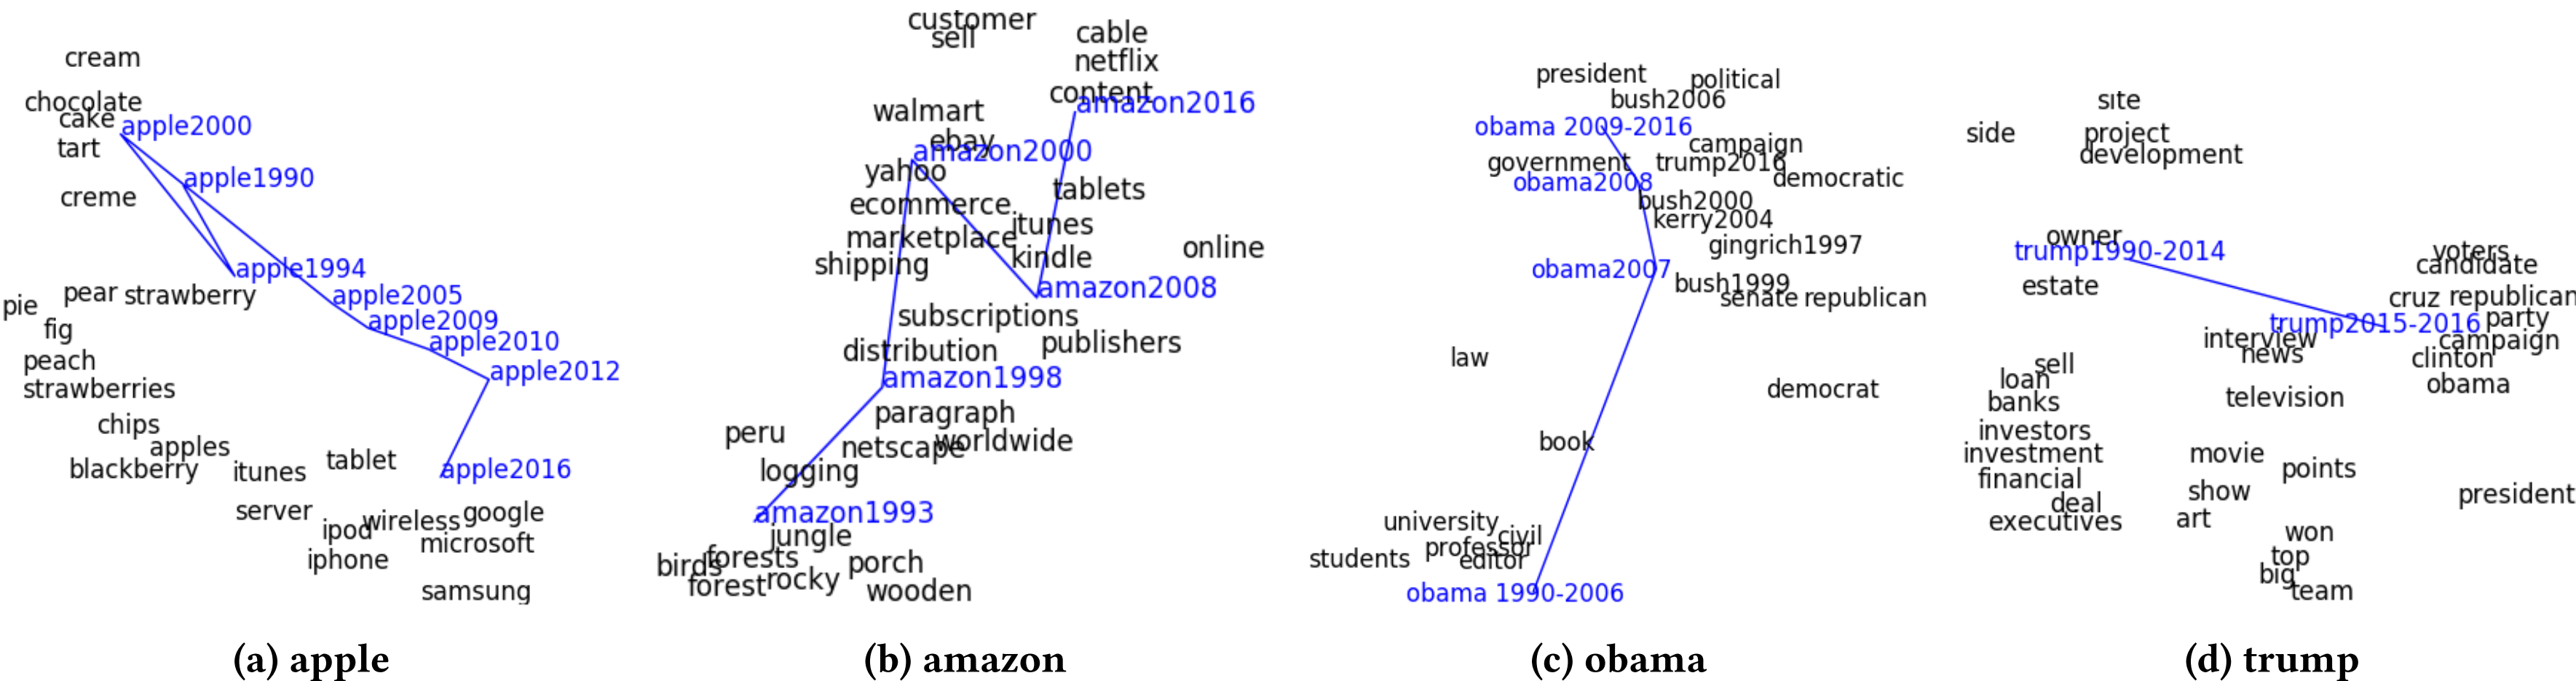 cream
chocolate
cake
apple2000
tart
apple1990
creme
apple1994
pear
strawberry
apple2005
pie
apple2009
fig
apple2010
peach
apple2012
strawberries
chips
apples
tablet
blackberry
itunes
apple2016
server
google
wireless
ipod
microsoft
iphone
samsung
(a) apple
customer
sell
cable
netflix
content
amazon2016
walmart
ebay
amazon2000
yahoo
tablets
ecommerce
itunes
marketplace
online
kindle
shipping
amazon2008
subscriptions
publishers
distribution
amazon1998
paragraph
peru
worldwide
netscape
logging
amazon1993
jungle
forests
birds
porch
rocky
forest
wooden
(b) amazon
president
political
bush2006
obama 2009-2016
campaign
government
trump2016
obama2008
democratic
bush2000
kerry2004
gingrich1997
obama2007
bush1999
senate
republican
law
democrat
book
university
civil
professor
students
editor
obama 1990-2006
(c) obama
site
side
project
development
owner
trump1990-2014
voters
candidate
estate
cruz
republican
party
trump2015-2016
interview
campaign
news
clinton
sell
loan
obama
banks
television
investors
investment
movie
points
financial
show
president
deal
art
executives
won
top
big
team
(d) trump